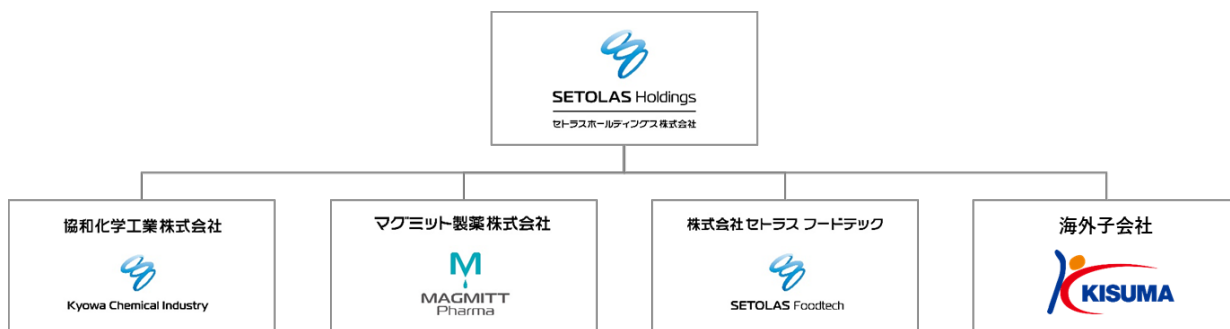 SETOLAS Holdings
セトラスホールディングス株式会社
協和化学工業株式会社
Kyowa Chemical Industry
マグミット製薬株式会社
MAGMITT
Pharma
株式会社セトラス フードテック
SETOLAS Foodtech
海外子会社
KISUMA